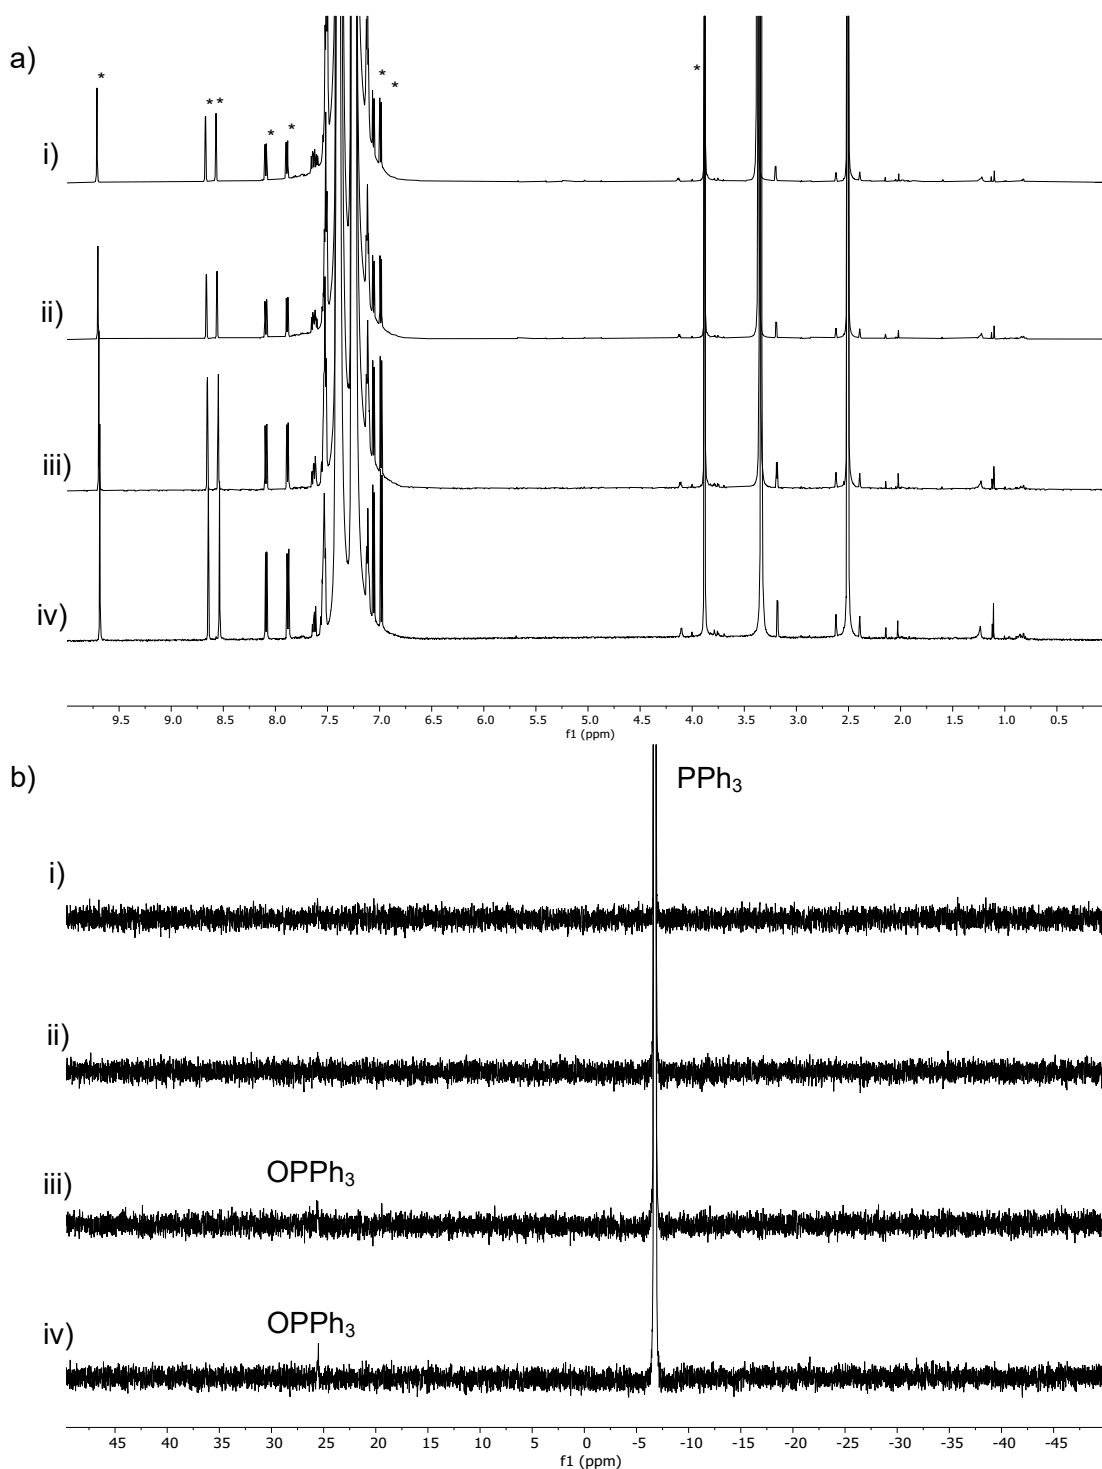 a)
* * * * * * * *
i)
ii)
iii)
iv)
9.5 9.0 8.5 8.0 7.5 7.0 6.5 6.0 5.5 5.0 4.5 4.0 3.5 3.0 2.5 2.0 1.5 1.0 0.5
f1 (ppm)
b)
PPh₃
i)
ii)
OPPh₃
iii)
OPPh₃
iv)
45 40 35 30 25 20 15 10 5 0 -5 -10 -15 -20 -25 -30 -35 -40 -45
f1 (ppm)